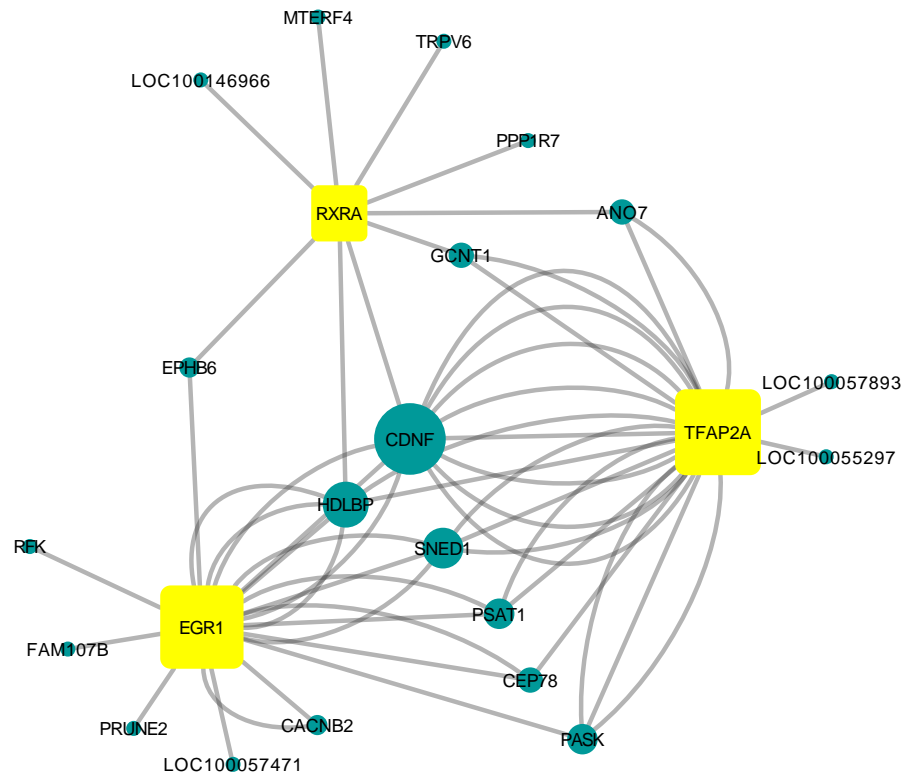 MTERF4
TRPV6
LOC100146966
PPP1R7
RXRA
ANO7
GCNT1
EPHB6
LOC100057893
CDNF
TFAP2A
LOC100055297
HDLBP
RFK
SNED1
PSAT1
EGR1
FAM107B
CEP78
PRUNE2
CACNB2
PASK
LOC100057471